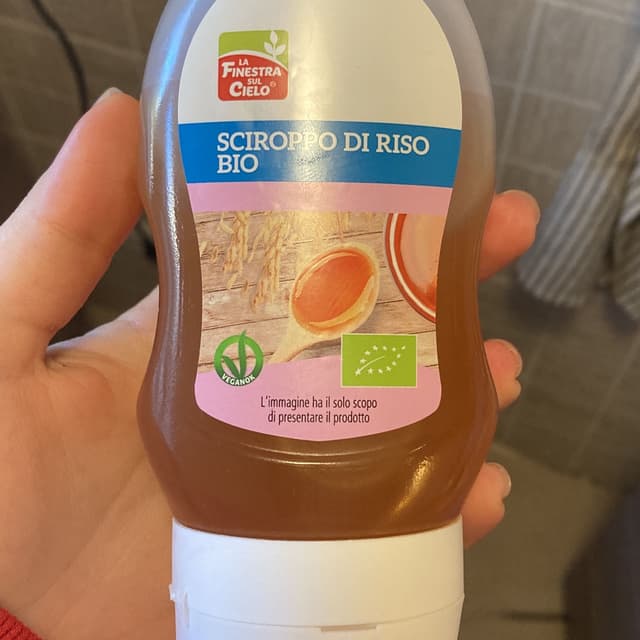 LA
FINESTRA
SUL
CIELO®
SCIROPPO DI RISO
BIO
VEGANOK
L'immagine ha il solo scopo
di presentare il prodotto